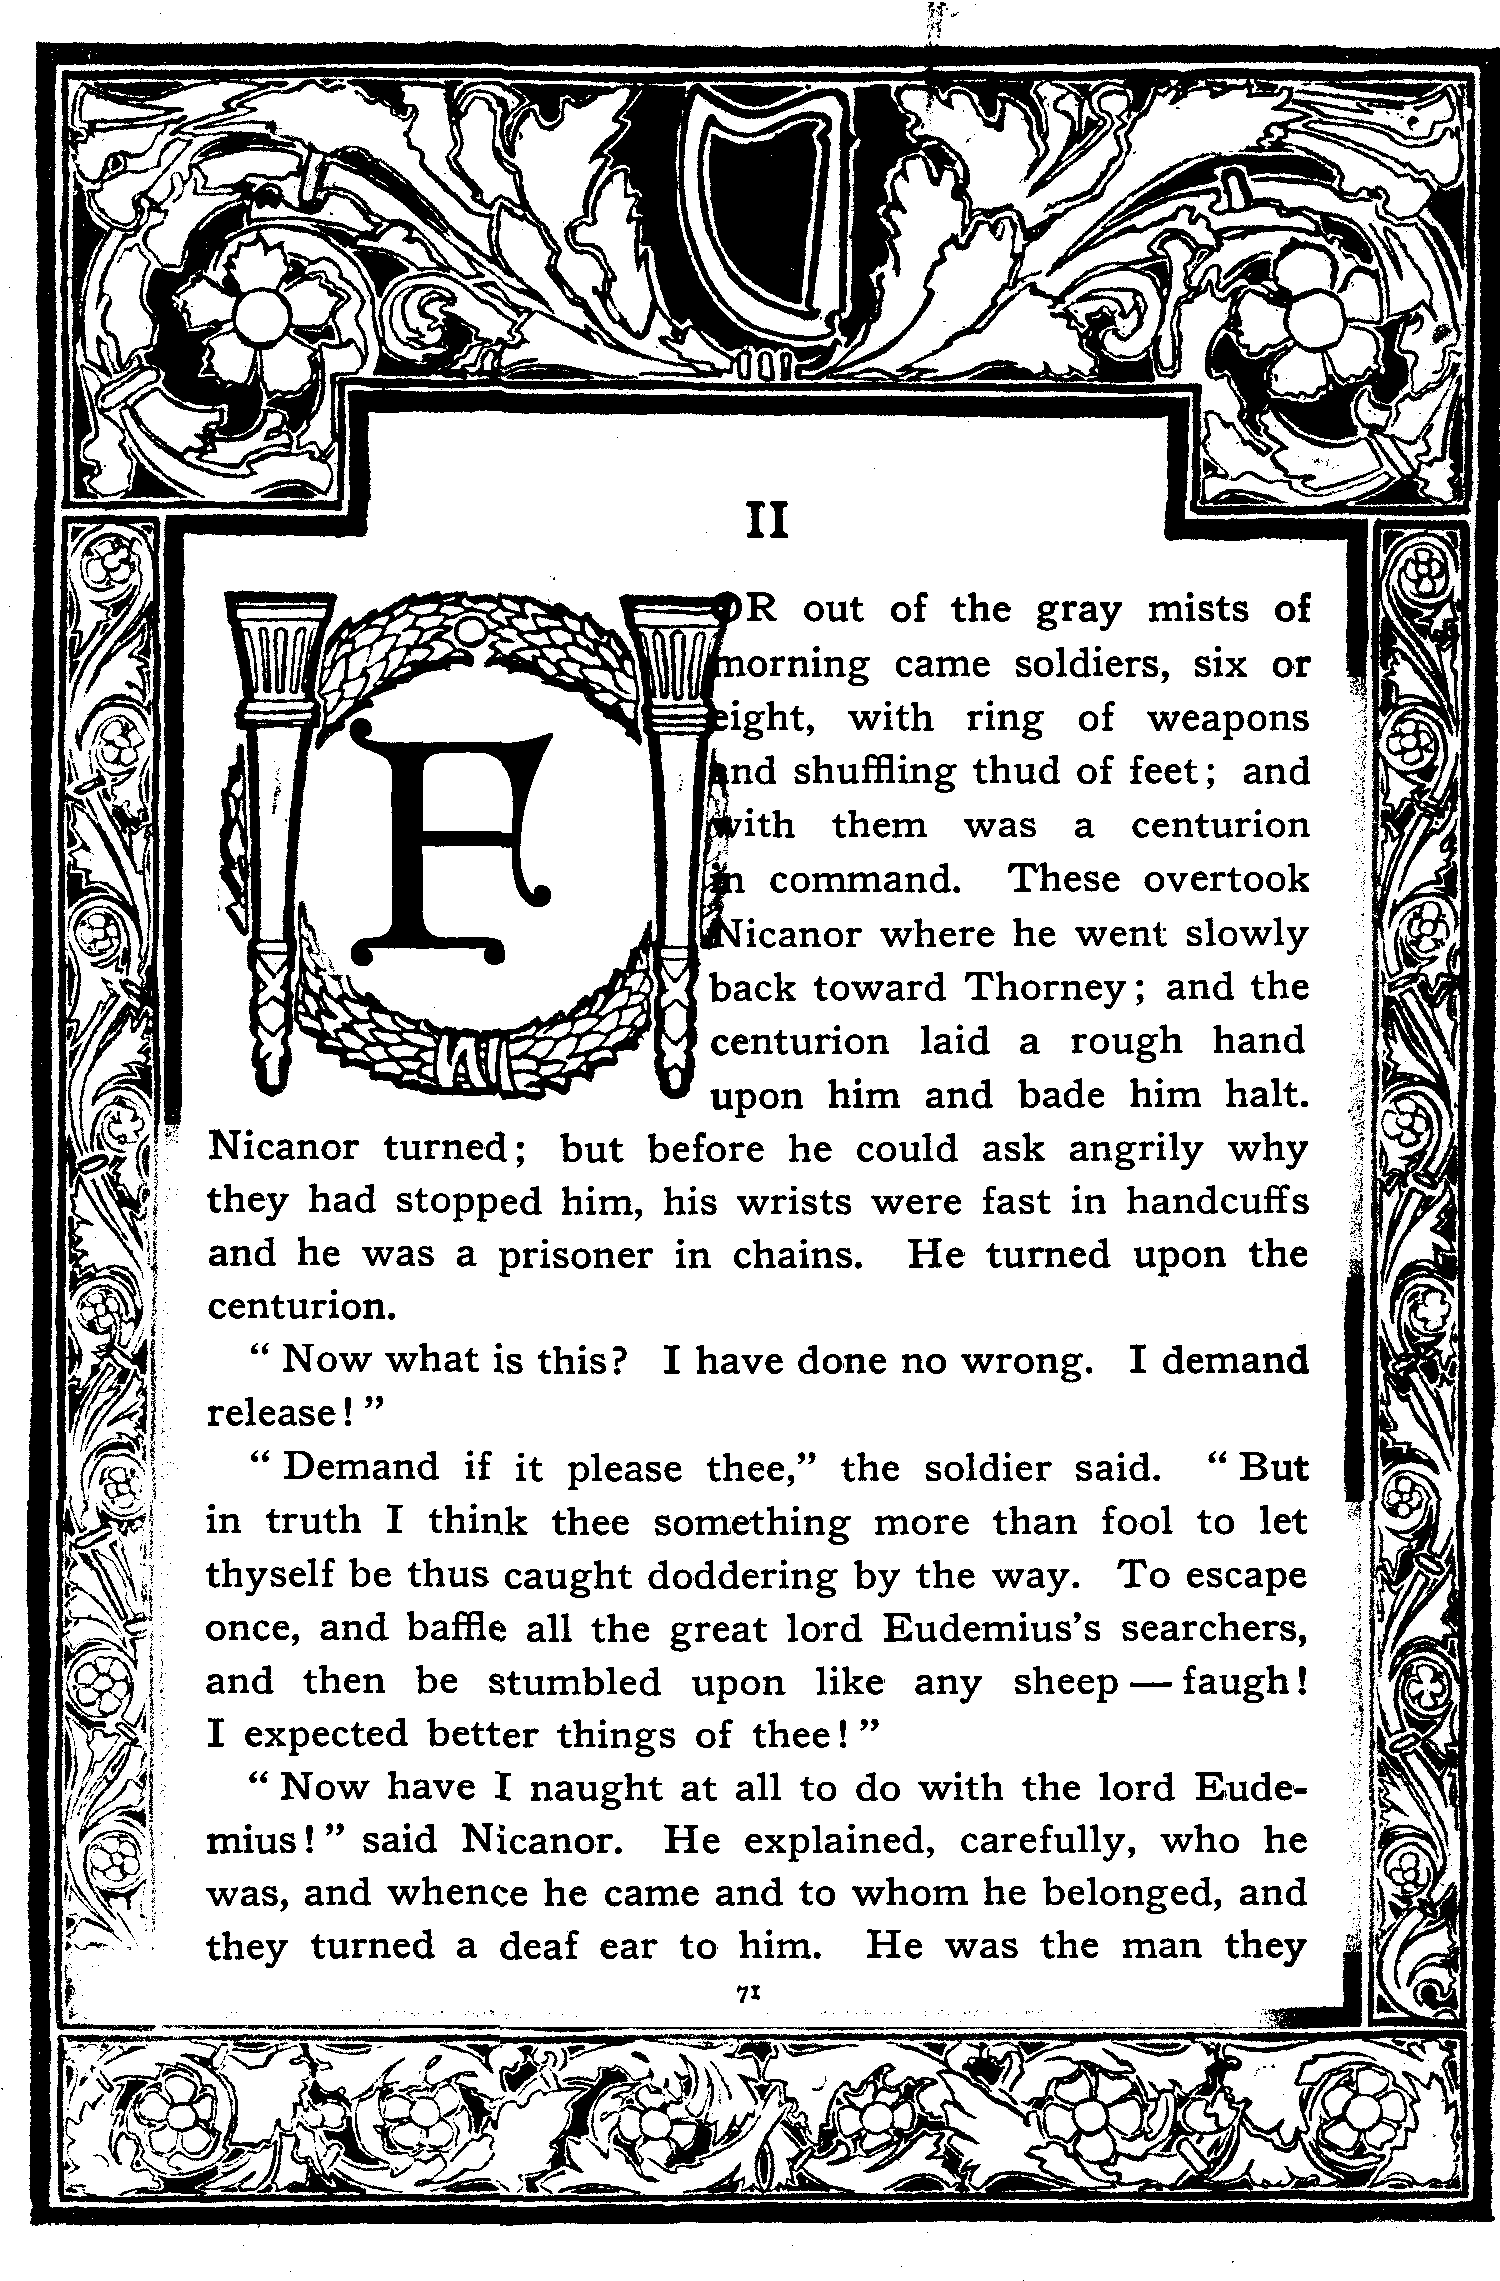 II
FOR out of the gray mists of
morning came soldiers, six or
eight, with ring of weapons
and shuffling thud of feet; and
with them was a centurion
in command. These overtook
Nicanor where he went slowly
back toward Thorney; and the
centurion laid a rough hand
upon him and bade him halt.
Nicanor turned; but before he could ask angrily why
they had stopped him, his wrists were fast in handcuffs
and he was a prisoner in chains. He turned upon the
centurion.
“ Now what is this? I have done no wrong. I demand
release! ”
“ Demand if it please thee,” the soldier said. “ But
in truth I think thee something more than fool to let
thyself be thus caught doddering by the way. To escape
once, and baffle all the great lord Eudemius’s searchers,
and then be stumbled upon like any sheep — faugh!
I expected better things of thee! ”
“ Now have I naught at all to do with the lord Eude-
mius! ” said Nicanor. He explained, carefully, who he
was, and whence he came and to whom he belonged, and
they turned a deaf ear to him. He was the man they
71